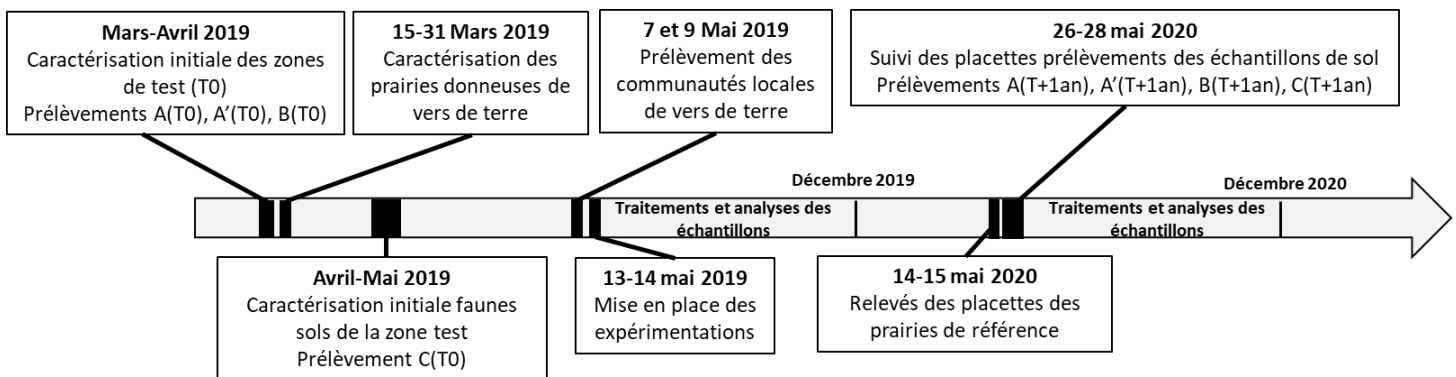 Mars-Avril 2019
Caractérisation initiale des zones
de test (T0)
Prélèvements A(T0), A’(T0), B(T0)
15-31 Mars 2019
Caractérisation des
prairies donneuses de
vers de terre
7 et 9 Mai 2019
Prélèvement des
communautés locales
de vers de terre
26-28 mai 2020
Suivi des placettes prélèvements des échantillons de sol
Prélèvements A(T+1an), A’(T+1an), B(T+1an), C(T+1an)
Décembre 2019
Décembre 2020
Traitements et analyses des
échantillons
Traitements et analyses des
échantillons
Avril-Mai 2019
Caractérisation initiale faunes
sols de la zone test
Prélèvement C(T0)
13-14 mai 2019
Mise en place des
expérimentations
14-15 mai 2020
Relevés des placettes des
prairies de référence